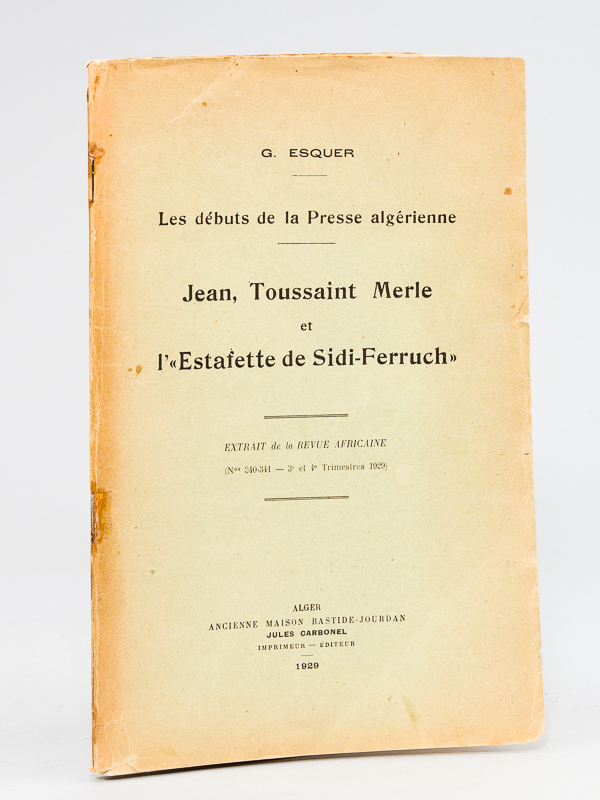 G. ESQUER
Les débuts de la Presse algérienne
Jean, Toussaint Merle
et
l'«Estafette de Sidi-Ferruch»
EXTRAIT de la REVUE AFRICAINE
(Nos 340-341 — 3e et 4e Trimestres 1929)
ALGER
ANCIENNE MAISON BASTIDE-JOURDAN
JULES CARBONEL
IMPRIMEUR — ÉDITEUR
1929